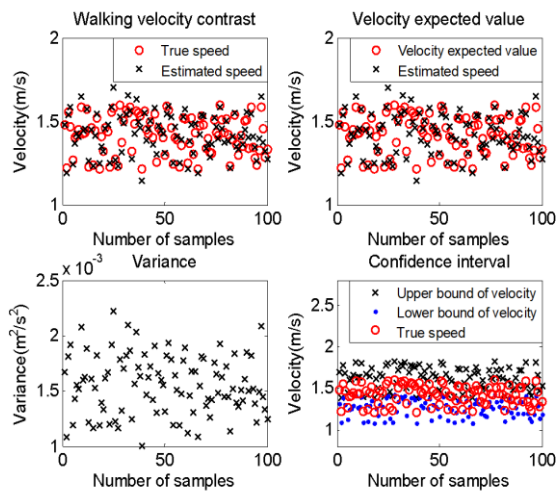 Walking velocity contrast
Velocity expected value
2
1.5
1
Velocity(m/s)
True speed
Estimated speed
0
50
100
Number of samples
2
1.5
1
Velocity(m/s)
Velocity expected value
Estimated speed
0
50
100
Number of samples
Variance
Confidence interval
x 10⁻³
2.5
2
1.5
1
Variance(m²/s²)
0
50
100
Number of samples
2.5
2
1.5
1
Velocity(m/s)
Upper bound of velocity
Lower bound of velocity
True speed
0
50
100
Number of samples